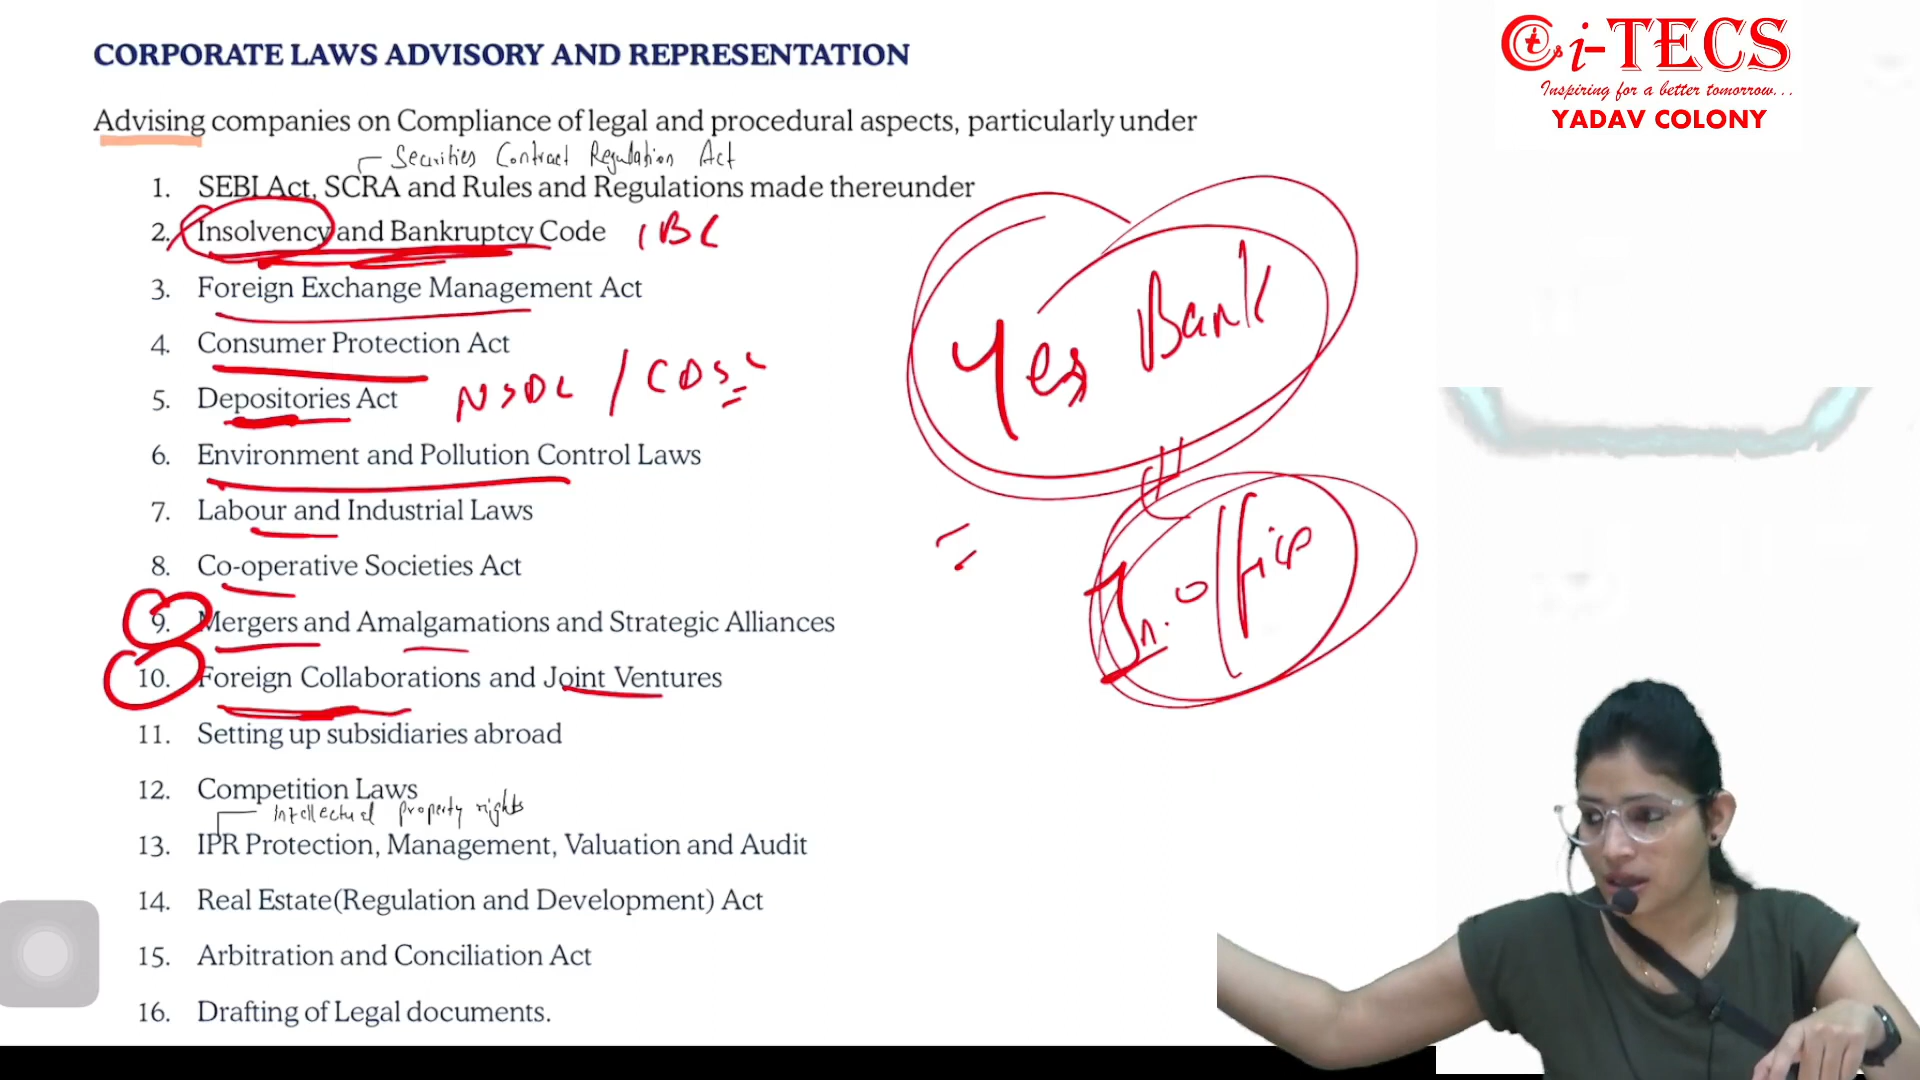 CORPORATE LAWS ADVISORY AND REPRESENTATION
i-TECS
Inspiring for a better tomorrow...
YADAV COLONY
Advising companies on Compliance of legal and procedural aspects, particularly under
Securities Contract Regulation Act
1. SEBI Act, SCRA and Rules and Regulations made thereunder
2. Insolvency and Bankruptcy Code IBC
3. Foreign Exchange Management Act
4. Consumer Protection Act
5. Depositories Act NSDL / CDSL
6. Environment and Pollution Control Laws
7. Labour and Industrial Laws
8. Co-operative Societies Act
9. Mergers and Amalgamations and Strategic Alliances
10. Foreign Collaborations and Joint Ventures
11. Setting up subsidiaries abroad
12. Competition Laws
Intellectual property rights
13. IPR Protection, Management, Valuation and Audit
14. Real Estate(Regulation and Development) Act
15. Arbitration and Conciliation Act
16. Drafting of Legal documents.
Yes Bank